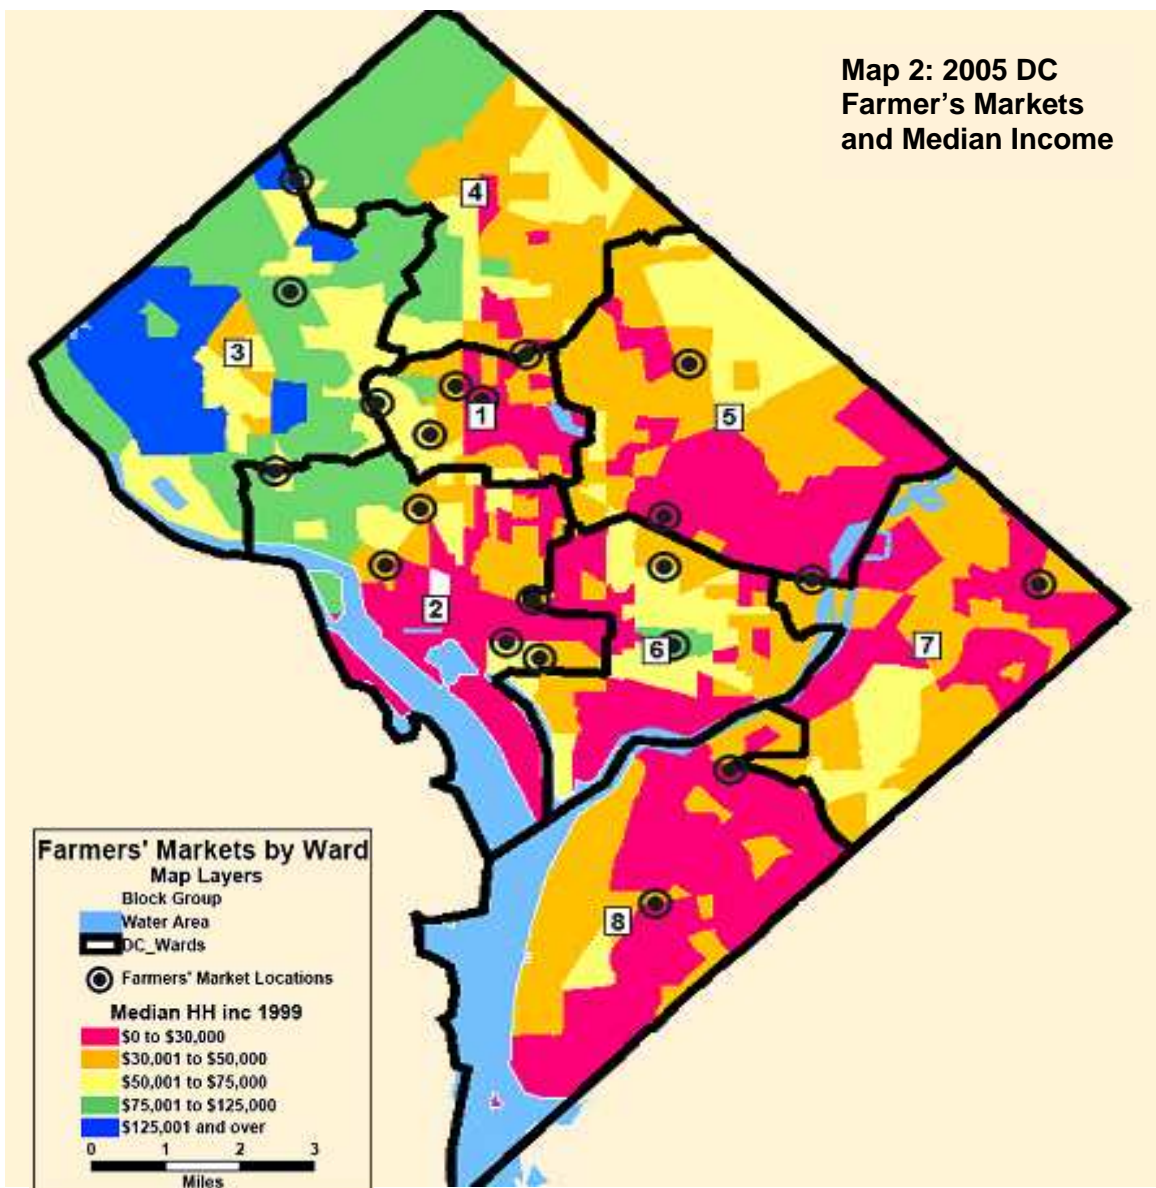 Map 2: 2005 DC
Farmer’s Markets
and Median Income
4
3
1
5
2
6
7
8
Farmers' Markets by Ward
Map Layers
Block Group
Water Area
DC_Wards
Farmers' Market Locations
Median HH inc 1999
$0 to $30,000
$30,001 to $50,000
$50,001 to $75,000
$75,001 to $125,000
$125,001 and over
0 1 2 3
Miles